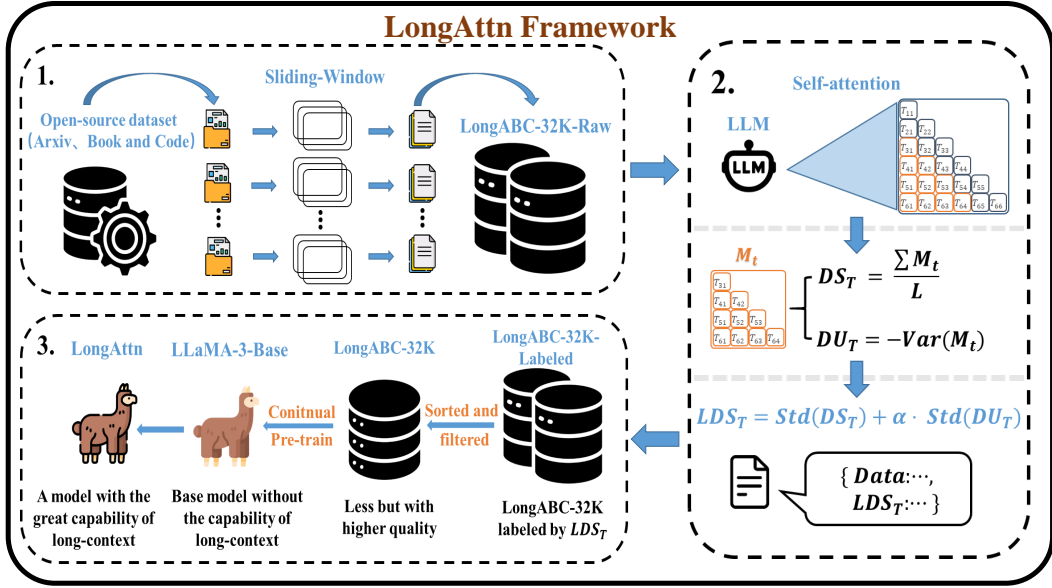 LongAttn Framework
1.
Sliding-Window
Open-source dataset
(Arxiv、Book and Code)
LongABC-32K-Raw
2.
Self-attention
LLM
LLM
T11
T21 T22
T31 T32 T33
T41 T42 T43 T44
T51 T52 T53 T54 T55
T61 T62 T63 T64 T65 T66
Mt
T31
T41 T42
T51 T52 T53
T61 T62 T63 T64
DST = ∑ Mt / L
DUT = −Var(Mt)
LDST = Std(DST) + α · Std(DUT)
{ Data:⋯,
LDST:⋯ }
3.
LongAttn
LLaMA-3-Base
LongABC-32K
LongABC-32K-
Labeled
Conitnual
Pre-train
Sorted and
filtered
A model with the
great capability of
long-context
Base model without
the capability of
long-context
Less but with
higher quality
LongABC-32K
labeled by LDST